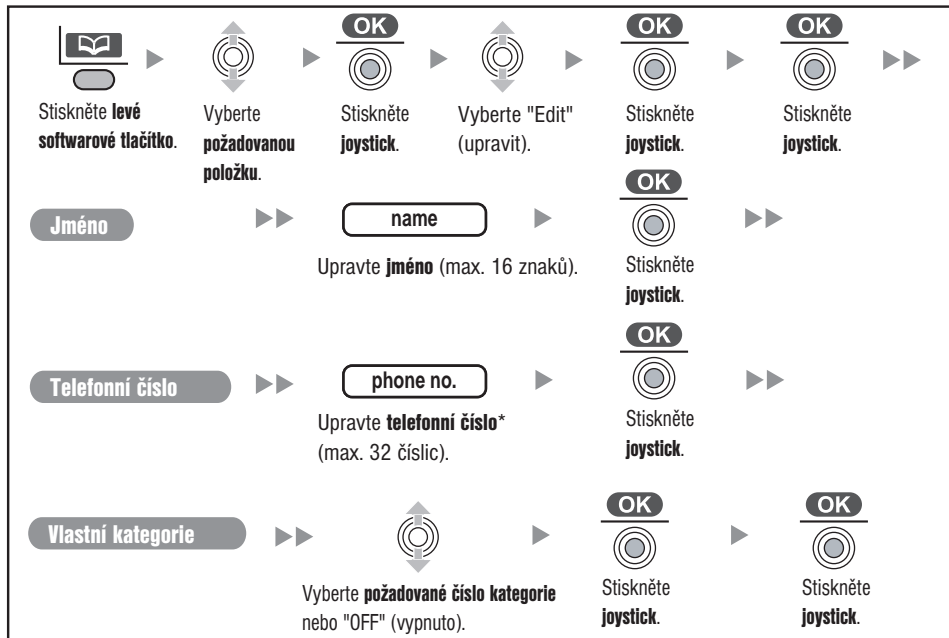 OK OK OK
Stiskněte levé
softwarové tlačítko.
Vyberte
požadovanou
položku.
Stiskněte
joystick.
Vyberte "Edit"
(upravit).
Stiskněte
joystick.
Stiskněte
joystick.
Jméno
name
Upravte jméno (max. 16 znaků).
OK
Stiskněte
joystick.
Telefonní číslo
phone no.
Upravte telefonní číslo*
(max. 32 číslic).
OK
Stiskněte
joystick.
Vlastní kategorie
Vyberte požadované číslo kategorie
nebo "OFF" (vypnuto).
OK
Stiskněte
joystick.
OK
Stiskněte
joystick.